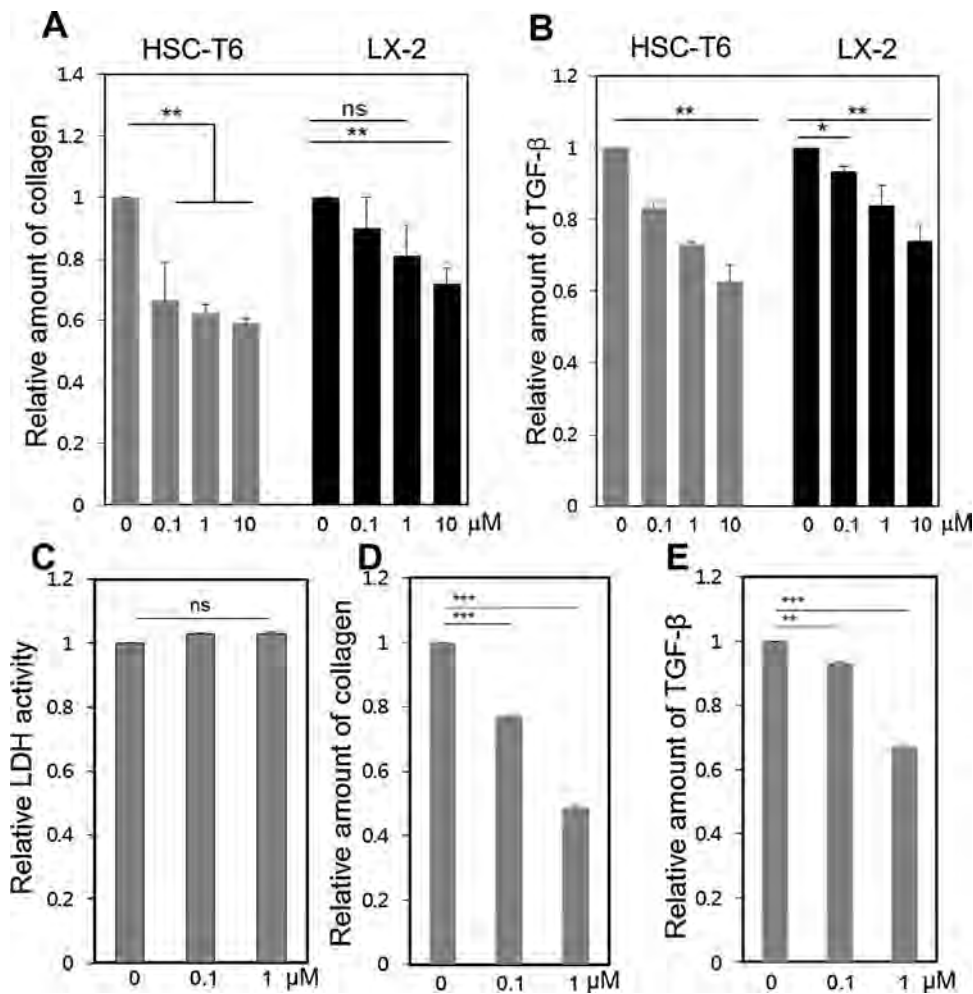 A
HSC-T6 LX-2
Relative amount of collagen
1.4
1.2
1
0.8
0.6
0.4
0.2
0
**
ns
**
0 0.1 1 10 0 0.1 1 10 μM
B
HSC-T6 LX-2
Relative amount of TGF-β
1.2
1
0.8
0.6
0.4
0.2
0
**
**
*
0 0.1 1 10 0 0.1 1 10 μM
C
Relative LDH activity
1.2
1
0.8
0.6
0.4
0.2
0
ns
0 0.1 1 μM
D
Relative amount of collagen
1.2
1
0.8
0.6
0.4
0.2
0
***
***
0 0.1 1 μM
E
Relative amount of TGF-β
1.2
1
0.8
0.6
0.4
0.2
0
***
**
0 0.1 1 μM